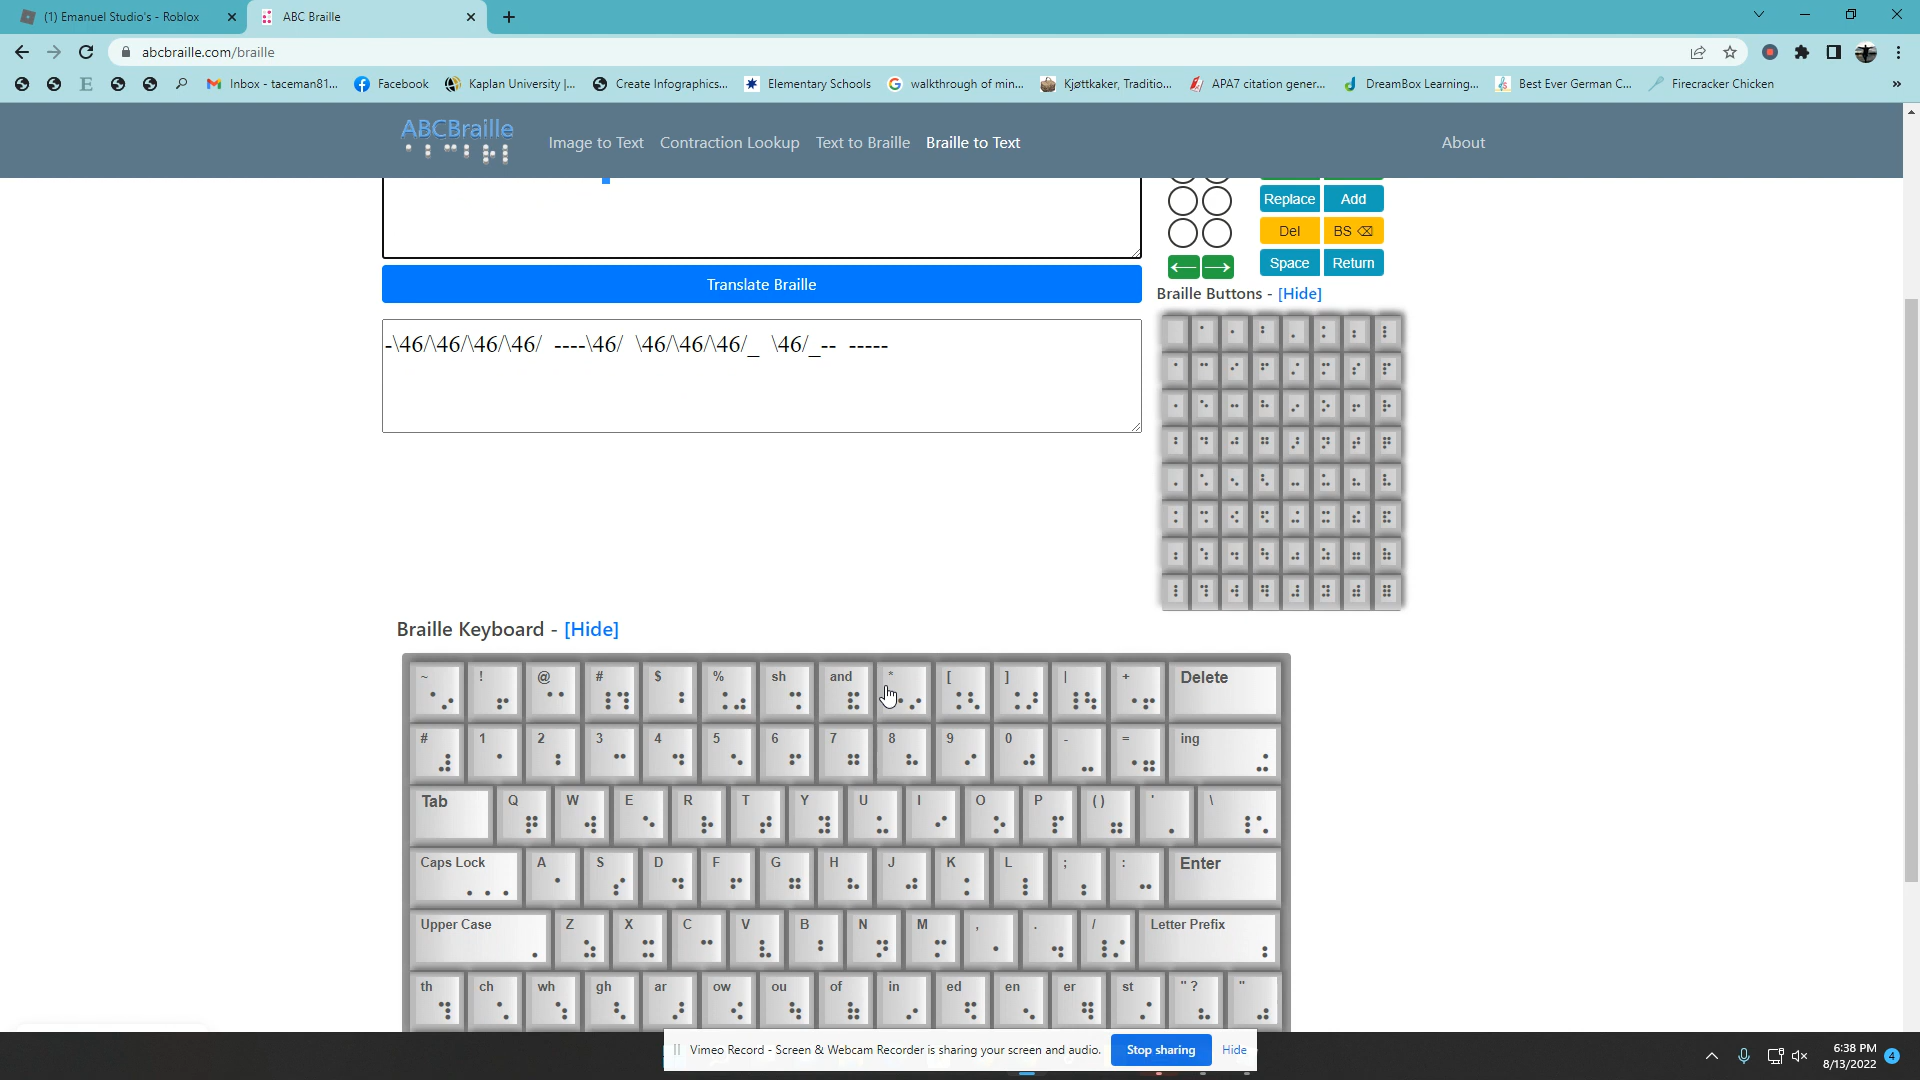 (1) Emanuel Studio's - Roblox
ABC Braille
abcbraille.com/braille
Inbox - taceman81...
Facebook
Kaplan University |...
Create Infographics...
Elementary Schools
walkthrough of min...
Kjøttkaker, Traditio...
APA7 citation gener...
DreamBox Learning...
Best Ever German C...
Firecracker Chicken
»
ABCBraille
Image to Text
Contraction Lookup
Text to Braille
Braille to Text
About
Replace Add
Del BS ⌫
Space Return
Translate Braille
Braille Buttons - [Hide]
-\46/\46/\46/\46/ ----\46/ \46/\46/\46/_ \46/_-- -----
Braille Keyboard - [Hide]
~ ! @ # $ % sh and * [ ] | + Delete
# 1 2 3 4 5 6 7 8 9 0 - = ing
Tab Q W E R T Y U I O P ( ) ' \
Caps Lock A S D F G H J K L ; : Enter
Upper Case Z X C V B N M , . / Letter Prefix
th ch wh gh ar ow ou of in ed en er st " ? "
Vimeo Record - Screen & Webcam Recorder is sharing your screen and audio.
Stop sharing
Hide
6:38 PM
8/13/2022
4